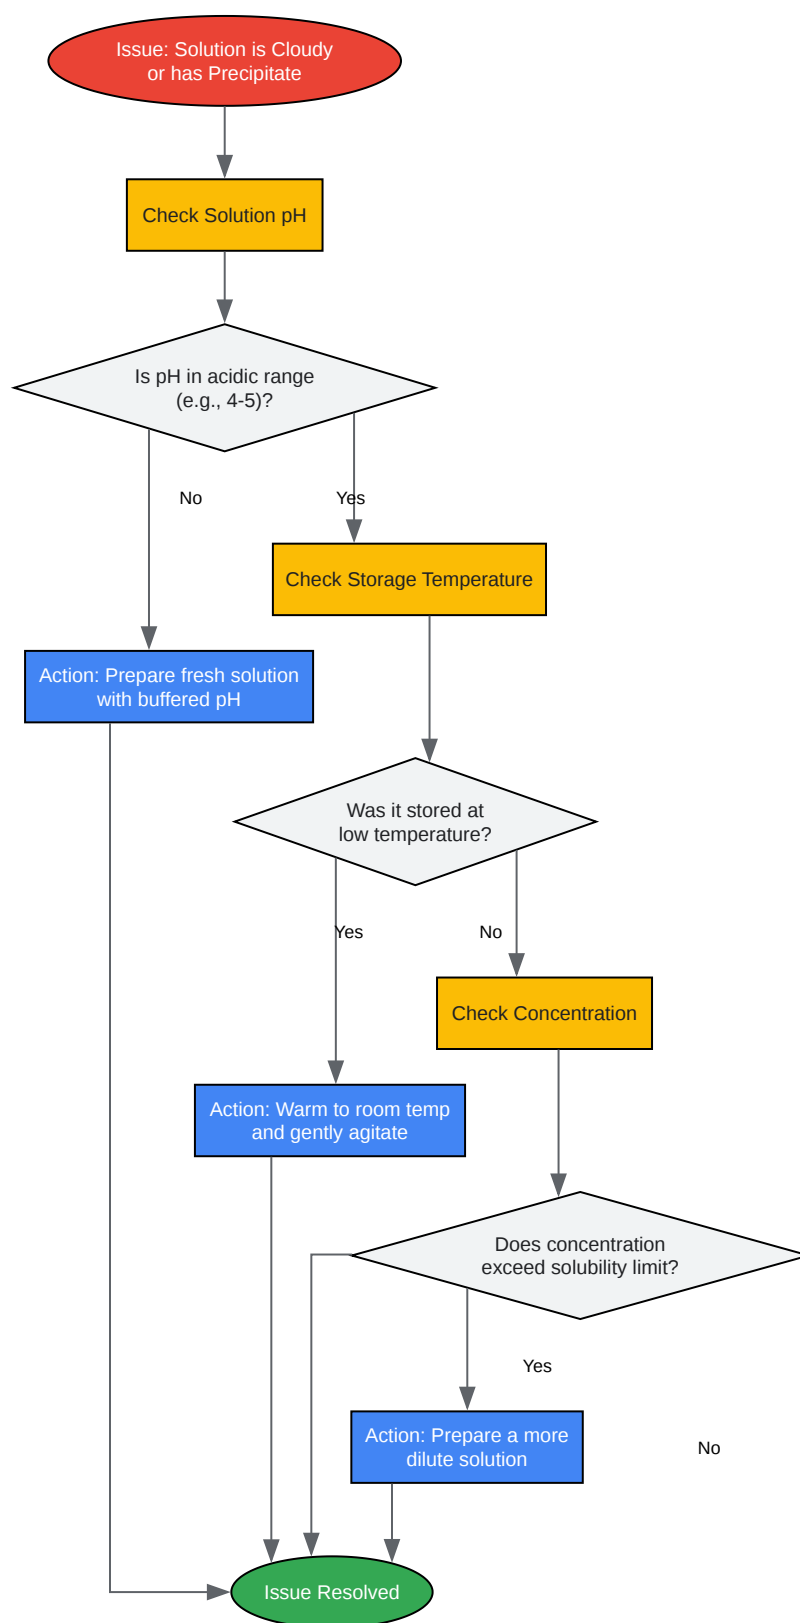 Issue: Solution is Cloudy
or has Precipitate
Check Solution pH
Is pH in acidic range
(e.g., 4-5)?
No
Yes
Check Storage Temperature
Action: Prepare fresh solution
with buffered pH
Was it stored at
low temperature?
Yes
No
Check Concentration
Action: Warm to room temp
and gently agitate
Does concentration
exceed solubility limit?
Yes
Action: Prepare a more
dilute solution
No
Issue Resolved